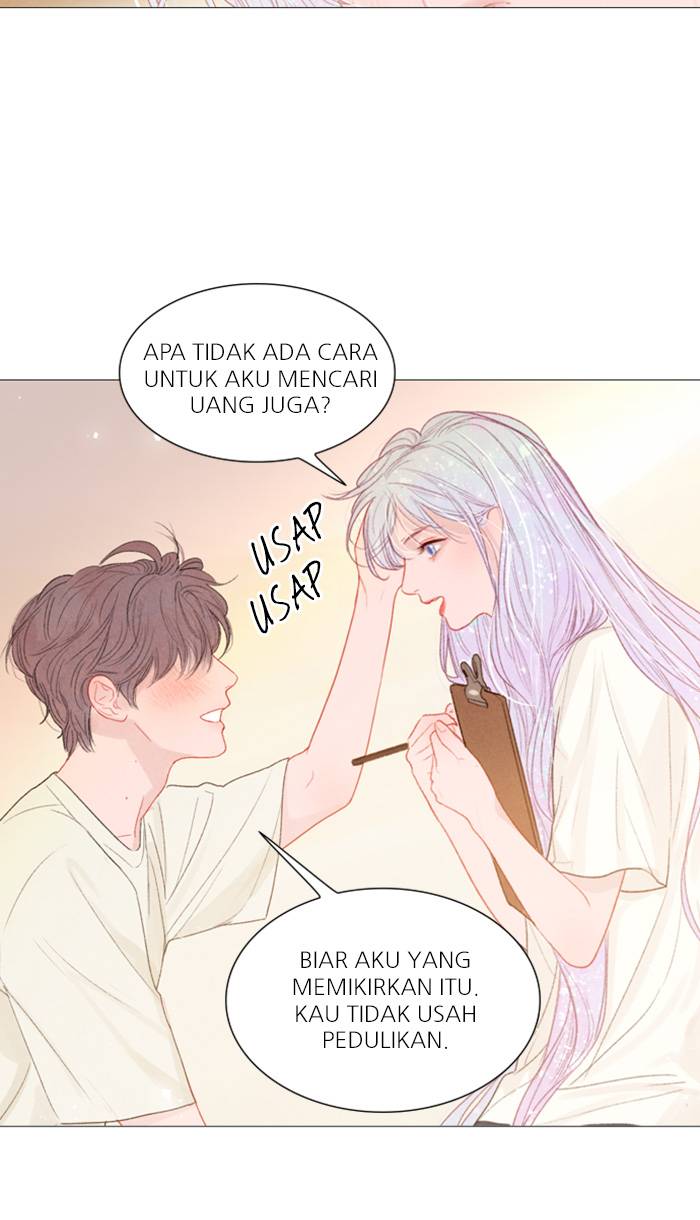 APA TIDAK ADA CARA
UNTUK AKU MENCARI
UANG JUGA?
USAP
USAP
BIAR AKU YANG
MEMIKIRKAN ITU.
KAU TIDAK USAH
PEDULIKAN.